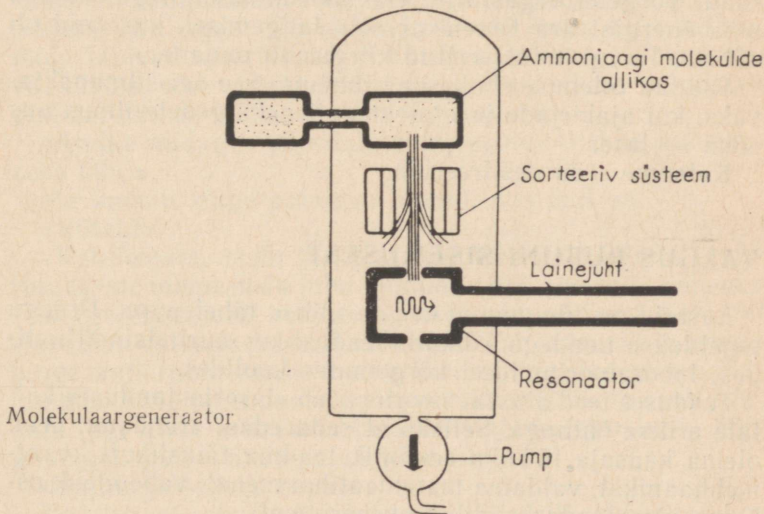 Ammoniaagi molekulide
allikas
Sorteeriv süsteem
Lainejuht
Resonaator
Molekulaargeneraator
Pump